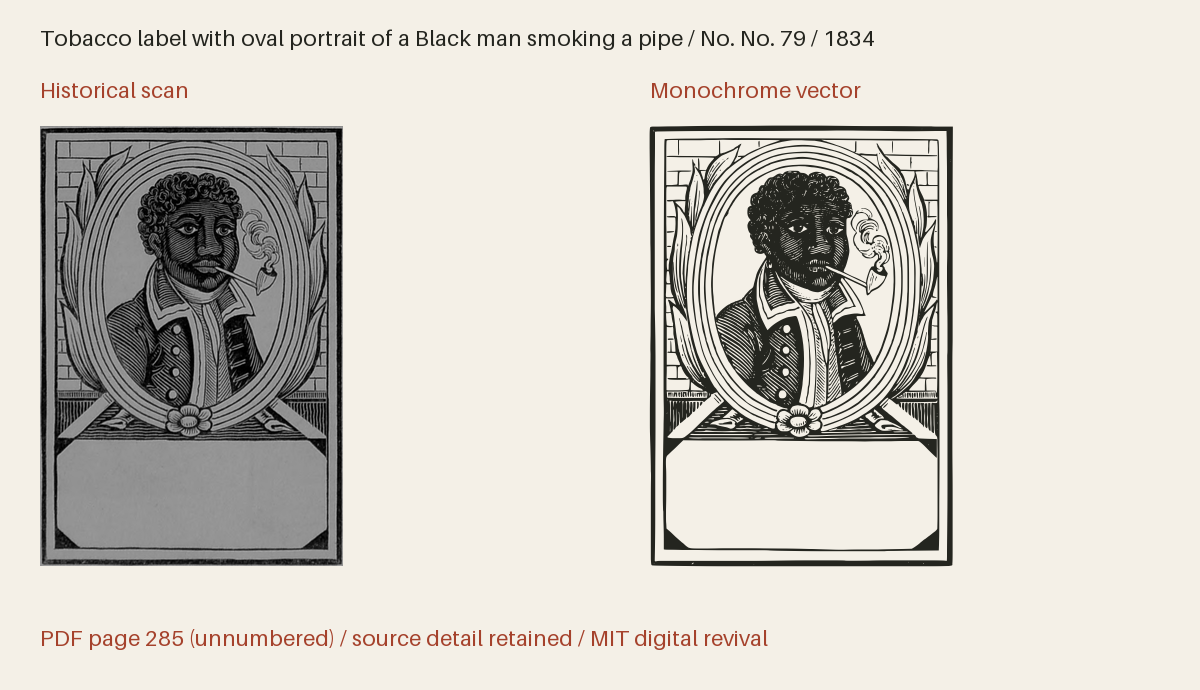 Tobacco label with oval portrait of a Black man smoking a pipe / No. No. 79 / 1834
Historical scan
Monochrome vector
PDF page 285 (unnumbered) / source detail retained / MIT digital revival